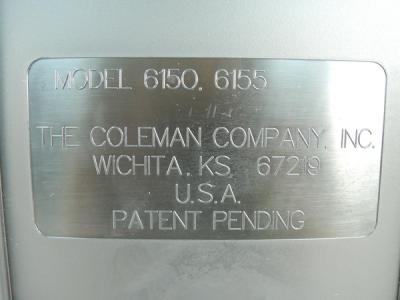 MODEL 6150, 6155
THE COLEMAN COMPANY, INC.
WICHITA, KS 67219
U.S.A.
PATENT PENDING